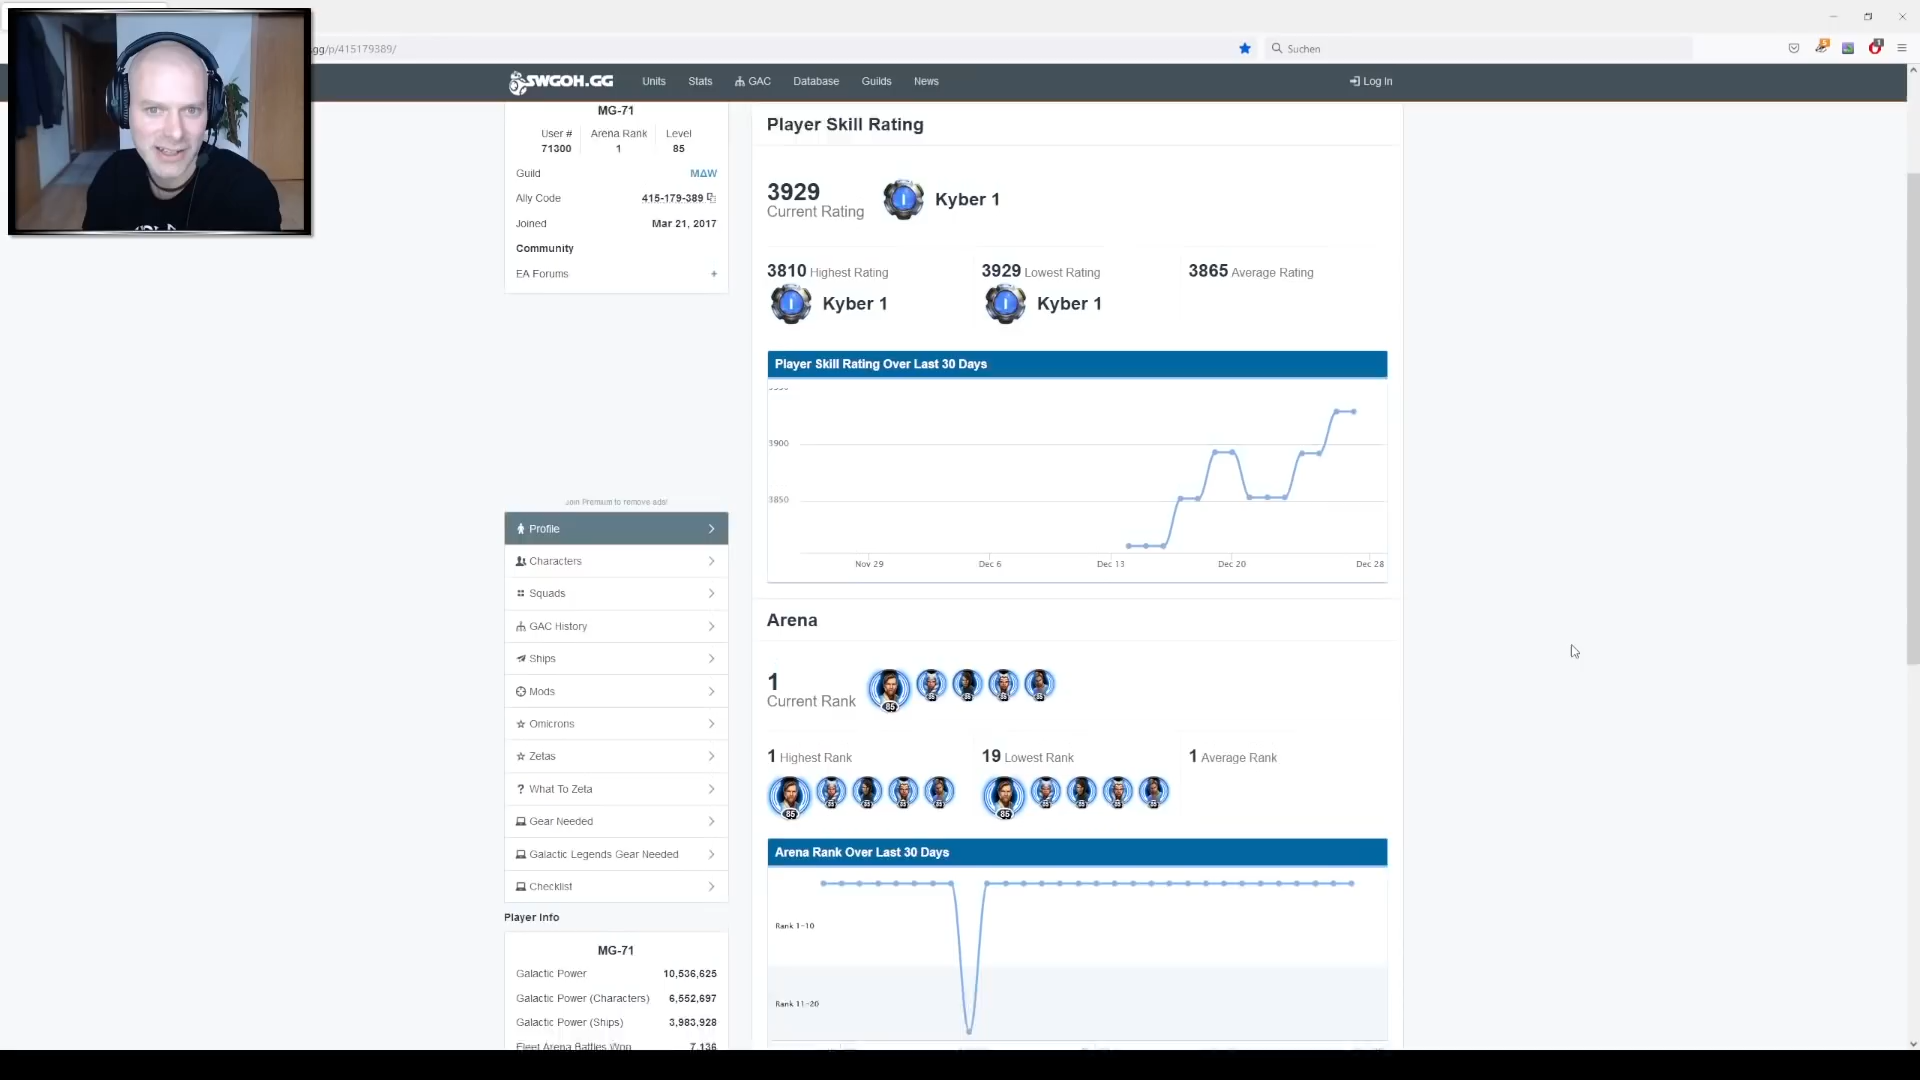 gg/p/415179389/
Suchen
SWGOH.GG
Units
Stats
GAC
Database
Guilds
News
Log In
MG-71
User #
Arena Rank
Level
71300
1
85
Guild
MΔW
Ally Code
415-179-389
Joined
Mar 21, 2017
Community
EA Forums
+
Join Premium to remove ads!
Profile
Characters
Squads
GAC History
Ships
Mods
Omicrons
Zetas
? What To Zeta
Gear Needed
Galactic Legends Gear Needed
Checklist
Player Info
MG-71
Galactic Power 10,536,625
Galactic Power (Characters) 6,552,697
Galactic Power (Ships) 3,983,928
Fleet Arena Battles Won 7,136
Player Skill Rating
3929
Current Rating
Kyber 1
3810 Highest Rating
Kyber 1
3929 Lowest Rating
Kyber 1
3865 Average Rating
Player Skill Rating Over Last 30 Days
3900
3850
Nov 29
Dec 6
Dec 13
Dec 20
Dec 28
Arena
1
Current Rank
85
1 Highest Rank
85
19 Lowest Rank
85
1 Average Rank
Arena Rank Over Last 30 Days
Rank 1-10
Rank 11-20